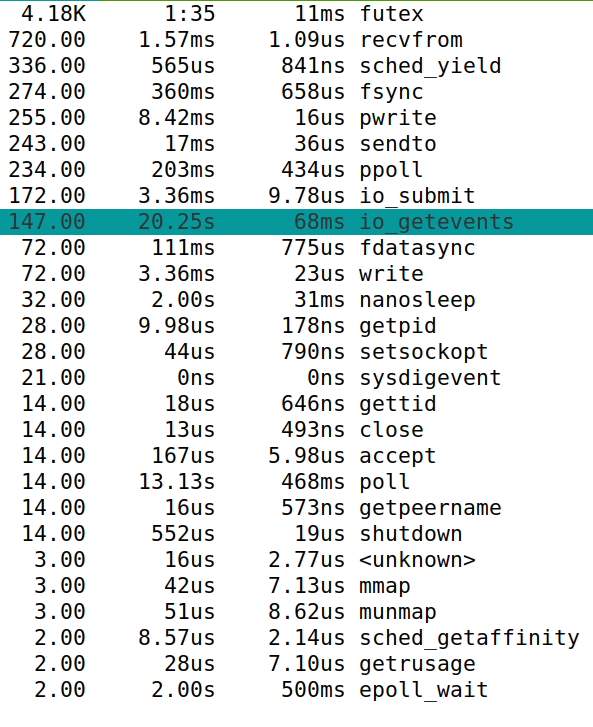 4.18K 1:35 11ms futex
720.00 1.57ms 1.09us recvfrom
336.00 565us 841ns sched_yield
274.00 360ms 658us fsync
255.00 8.42ms 16us pwrite
243.00 17ms 36us sendto
234.00 203ms 434us ppoll
172.00 3.36ms 9.78us io_submit
147.00 20.25s 68ms io_getevents
72.00 111ms 775us fdatasync
72.00 3.36ms 23us write
32.00 2.00s 31ms nanosleep
28.00 9.98us 178ns getpid
28.00 44us 790ns setsockopt
21.00 0ns 0ns sysdigevent
14.00 18us 646ns gettid
14.00 13us 493ns close
14.00 167us 5.98us accept
14.00 13.13s 468ms poll
14.00 16us 573ns getpeername
14.00 552us 19us shutdown
3.00 16us 2.77us <unknown>
3.00 42us 7.13us mmap
3.00 51us 8.62us munmap
2.00 8.57us 2.14us sched_getaffinity
2.00 28us 7.10us getrusage
2.00 2.00s 500ms epoll_wait